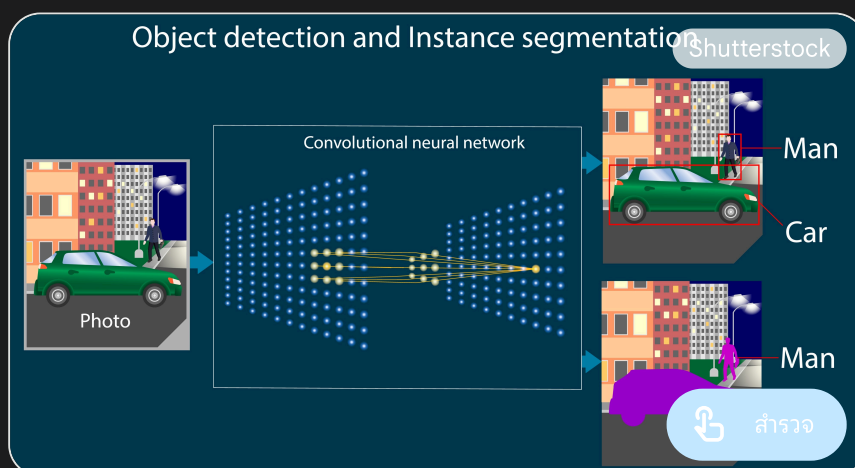 Object detection and Instance segmentation
Shutterstock
Convolutional neural network
Photo
Man
Car
Man
สำรวจ